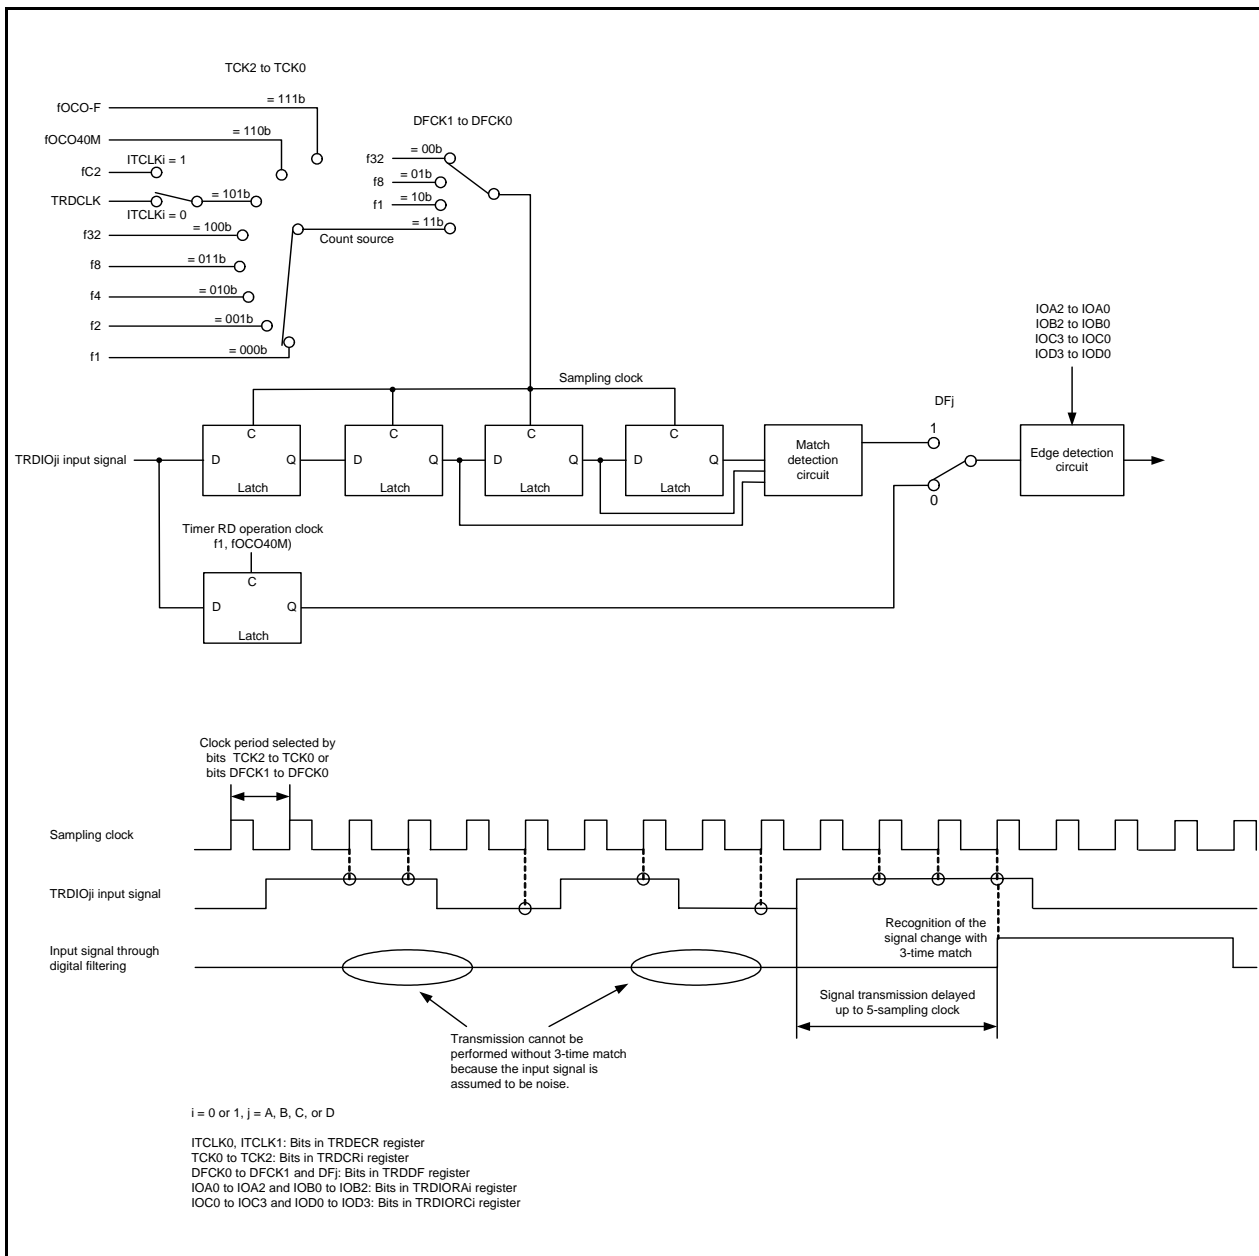 TCK2 to TCK0
fOCO-F
= 111b
fOCO40M
= 110b
fC2
ITCLKi = 1
TRDCLK
= 101b
ITCLKi = 0
f32
= 100b
f8
= 011b
f4
= 010b
f2
= 001b
f1
= 000b
Count source
DFCK1 to DFCK0
f32
= 00b
f8
= 01b
f1
= 10b
= 11b
IOA2 to IOA0
IOB2 to IOB0
IOC3 to IOC0
IOD3 to IOD0
Sampling clock
DFj
TRDIOji input signal
C
D
Q
Latch
C
D
Q
Latch
C
D
Q
Latch
C
D
Q
Latch
Match
detection
circuit
1
0
Edge detection
circuit
Timer RD operation clock
f1, fOCO40M)
C
D
Q
Latch
Clock period selected by
bits TCK2 to TCK0 or
bits DFCK1 to DFCK0
Sampling clock
TRDIOji input signal
Input signal through
digital filtering
Recognition of the
signal change with
3-time match
Signal transmission delayed
up to 5-sampling clock
Transmission cannot be
performed without 3-time match
because the input signal is
assumed to be noise.
i = 0 or 1, j = A, B, C, or D
ITCLK0, ITCLK1: Bits in TRDECR register
TCK0 to TCK2: Bits in TRDCRi register
DFCK0 to DFCK1 and DFj: Bits in TRDDF register
IOA0 to IOA2 and IOB0 to IOB2: Bits in TRDIORAi register
IOC0 to IOC3 and IOD0 to IOD3: Bits in TRDIORCi register